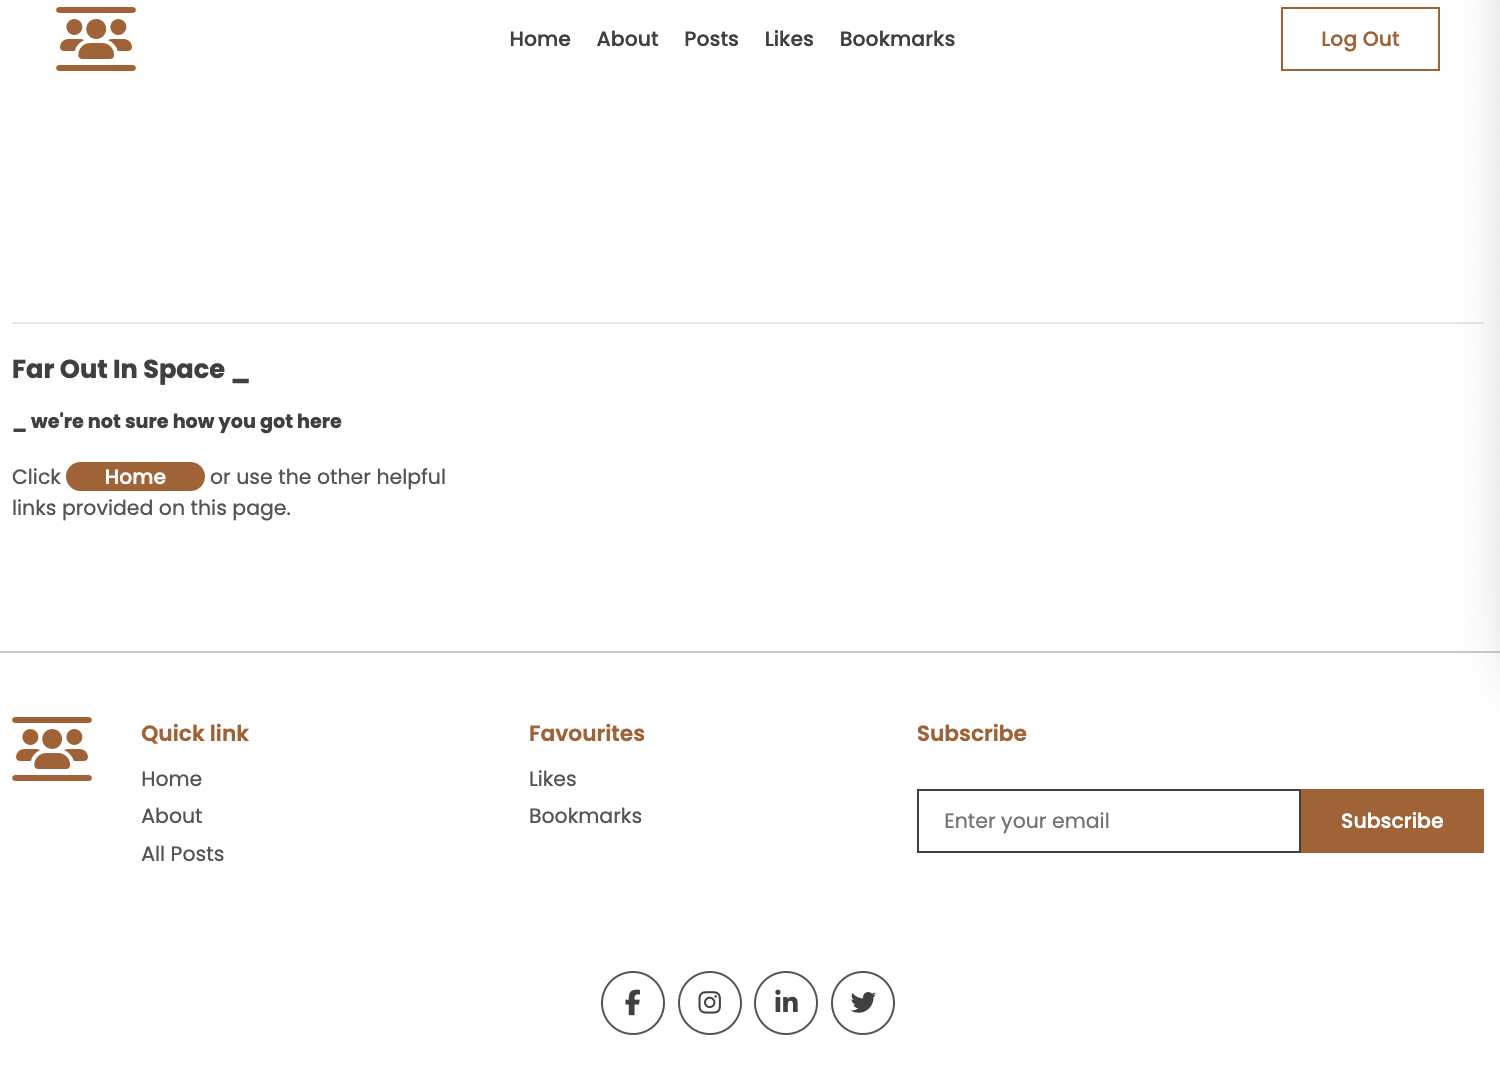 Home About Posts Likes Bookmarks
Log Out
Far Out In Space _
_ we're not sure how you got here
Click Home or use the other helpful
links provided on this page.
Quick link
Home
About
All Posts
Favourites
Likes
Bookmarks
Subscribe
Enter your email
Subscribe